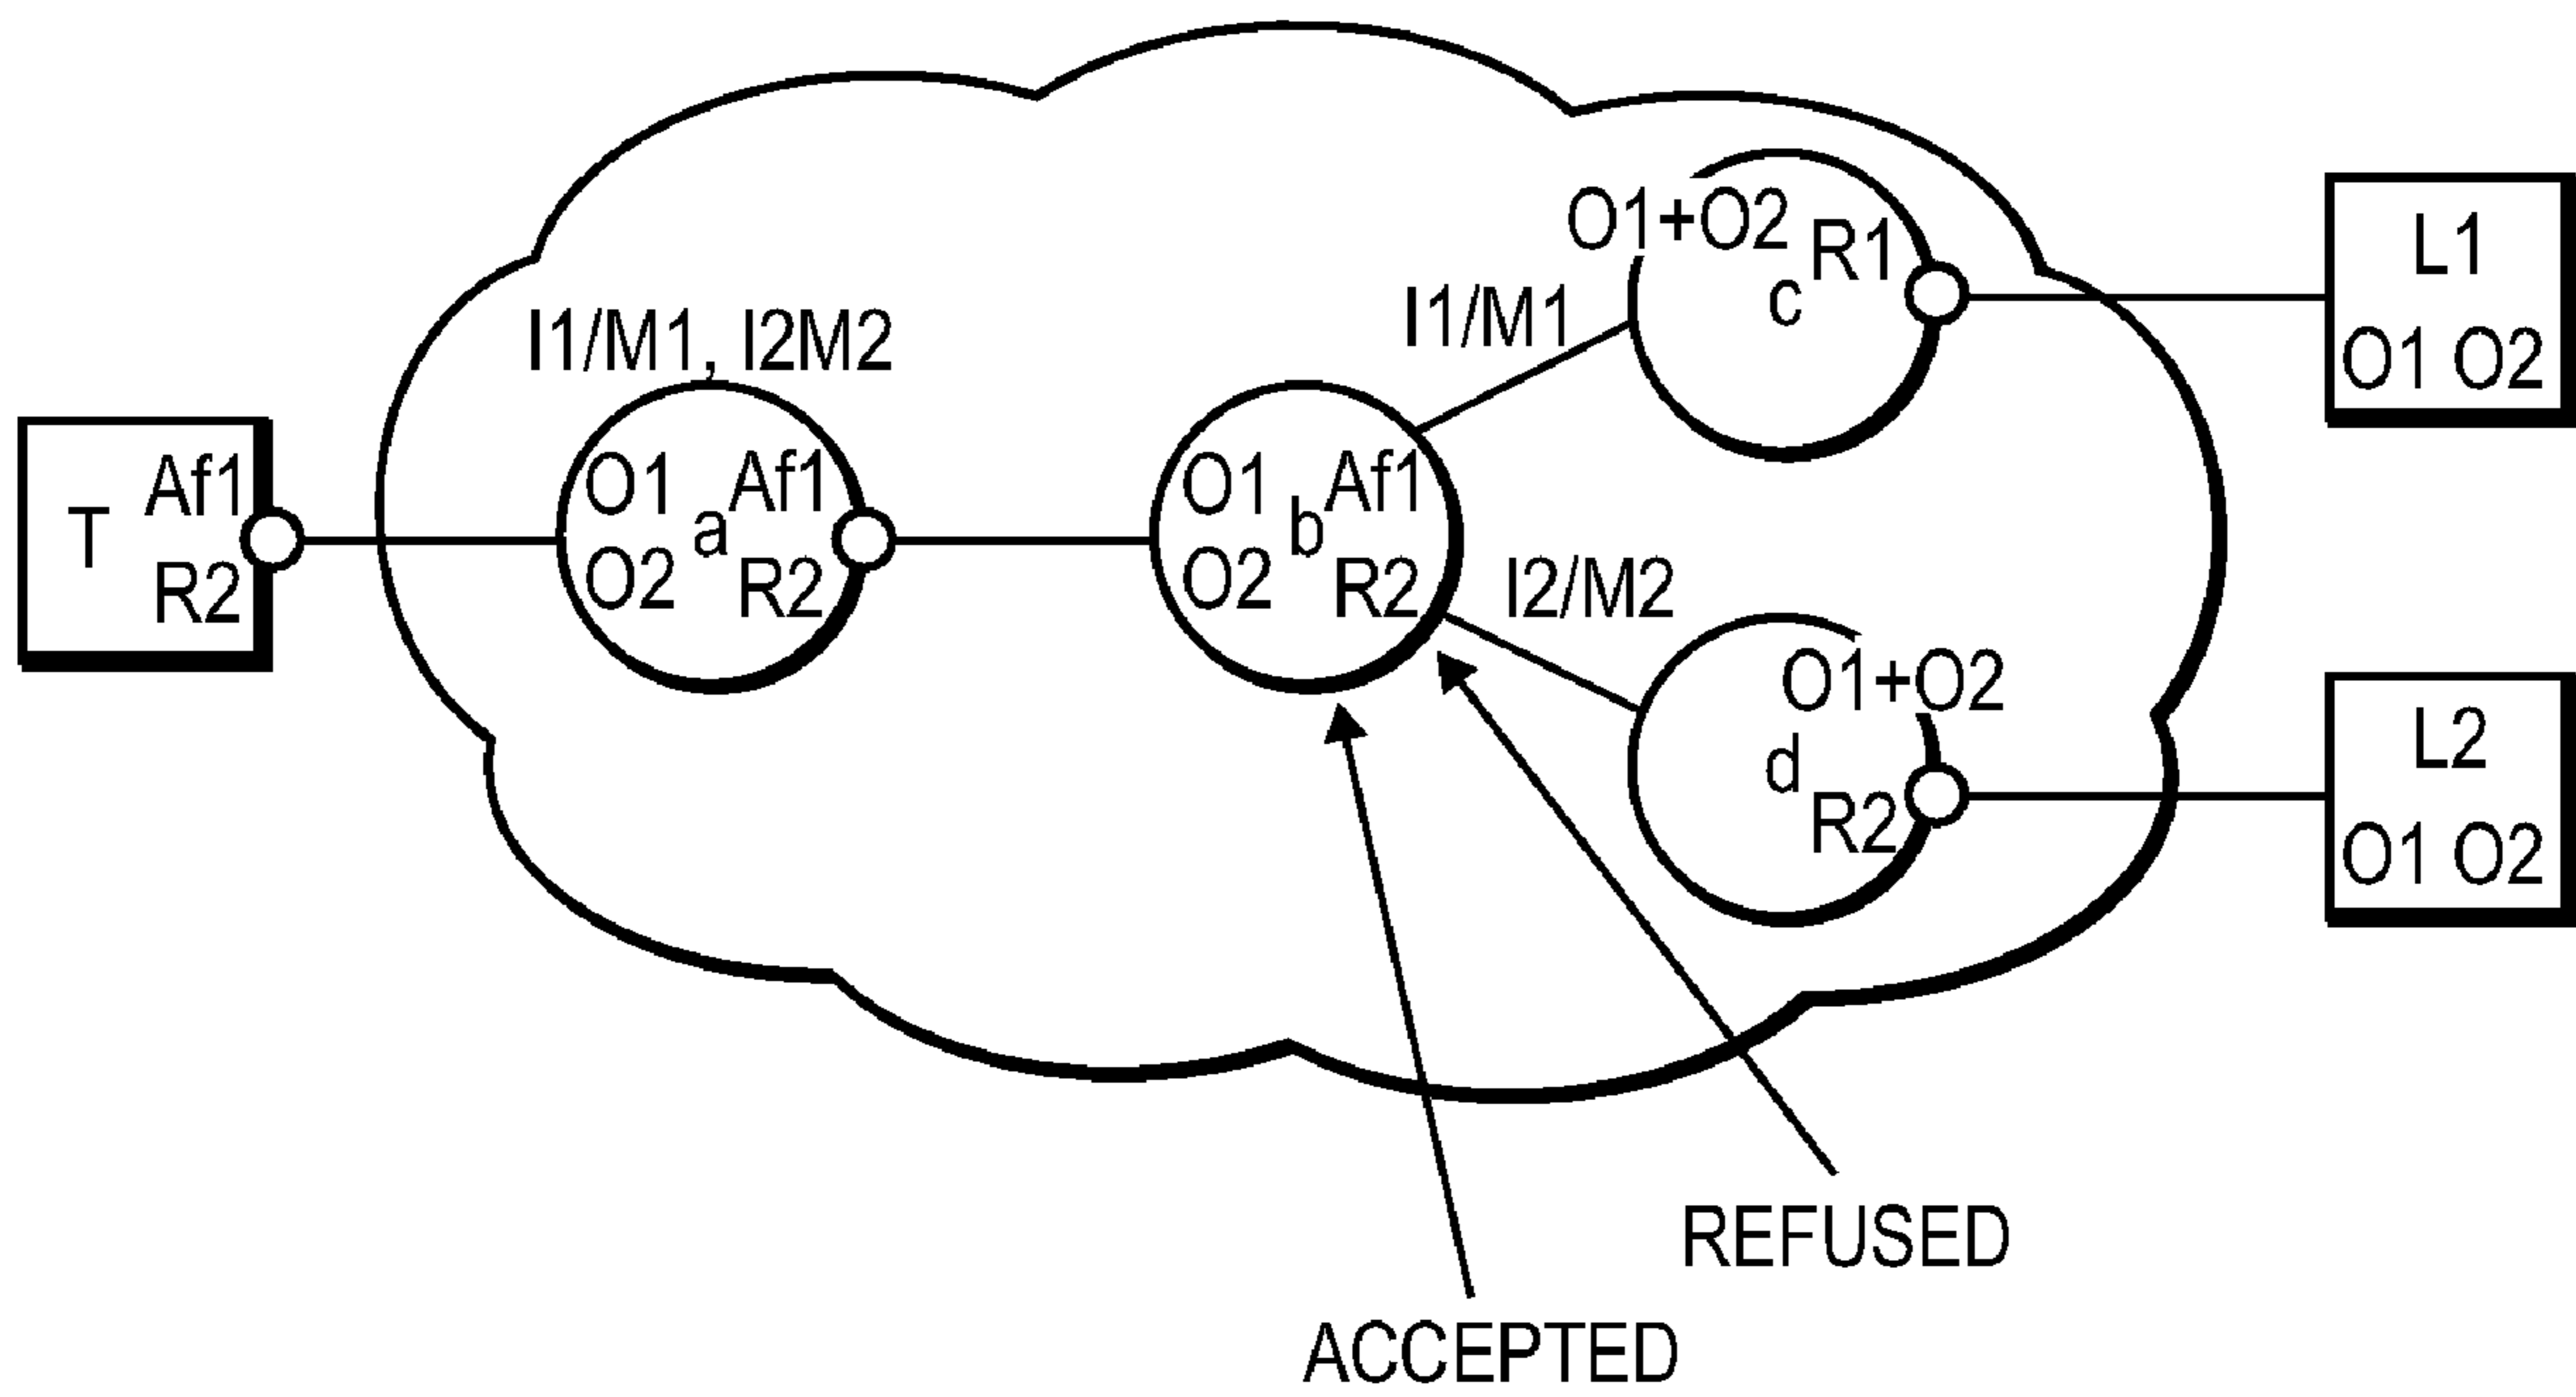 O1+O2
R1
c
L1
O1 O2
I1/M1
I1/M1, I2M2
T
Af1
R2
O1
O2
a
Af1
R2
O1
O2
b
Af1
R2
I2/M2
O1+O2
d
R2
L2
O1 O2
REFUSED
ACCEPTED